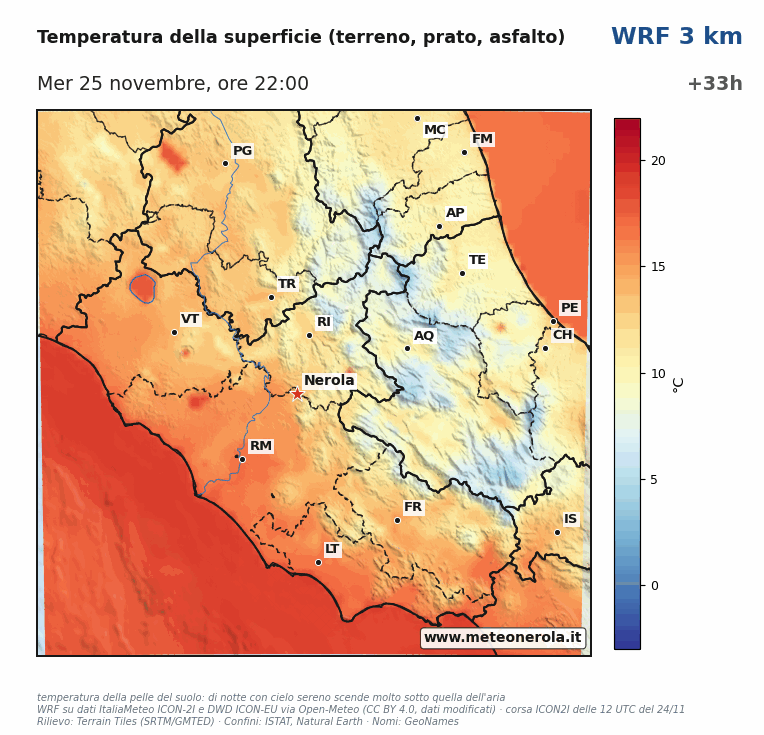 Temperatura della superficie (terreno, prato, asfalto)
WRF 3 km
Mer 25 novembre, ore 22:00
+33h
MC
FM
PG
AP
TE
TR
PE
VT
RI
AQ
CH
Nerola
RM
FR
IS
LT
www.meteonerola.it
20
15
10
5
0
°C
temperatura della pelle del suolo: di notte con cielo sereno scende molto sotto quella dell'aria
WRF su dati ItaliaMeteo ICON-2I e DWD ICON-EU via Open-Meteo (CC BY 4.0, dati modificati) · corsa ICON2I delle 12 UTC del 24/11
Rilievo: Terrain Tiles (SRTM/GMTED) · Confini: ISTAT, Natural Earth · Nomi: GeoNames